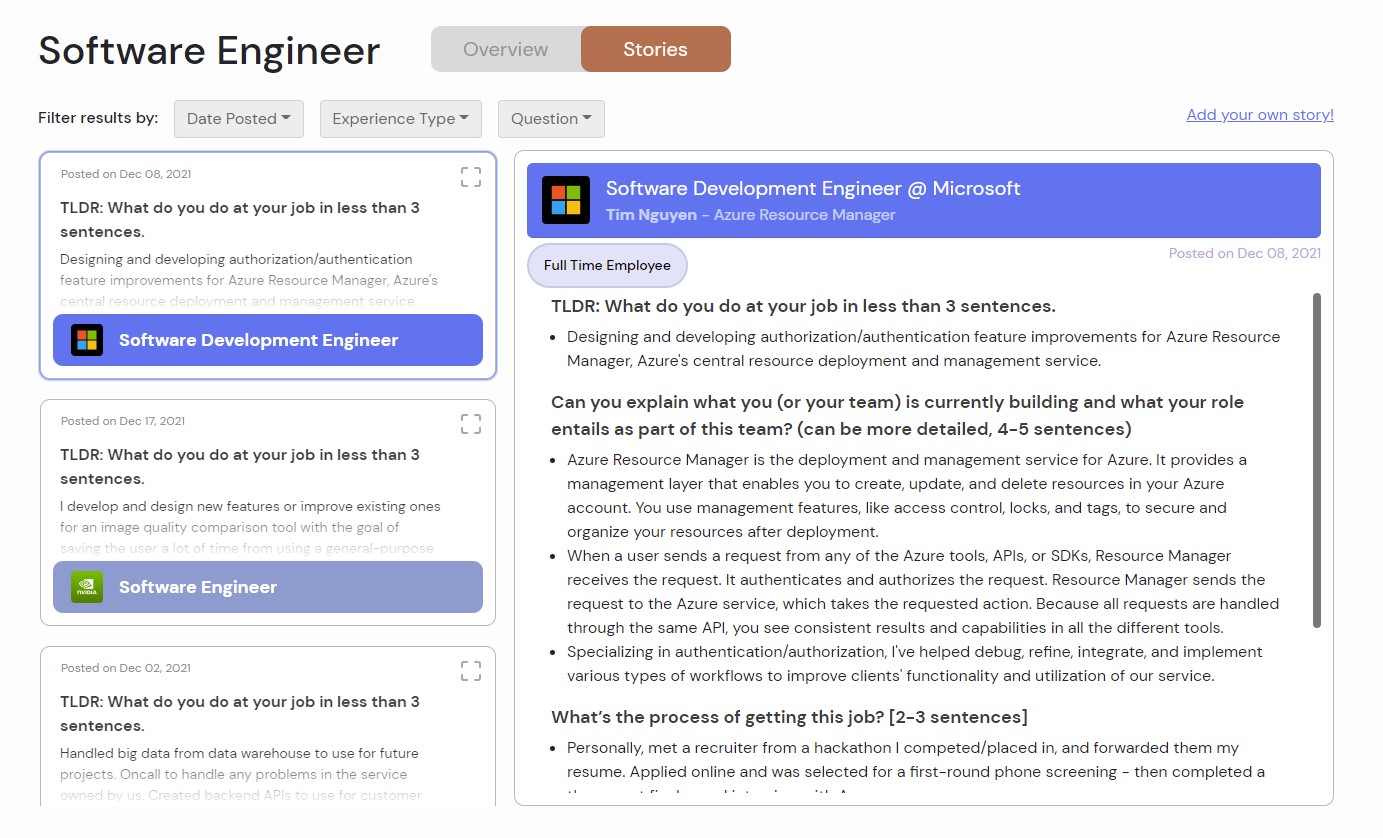 Software Engineer
Overview
Stories
Filter results by:
Date Posted
Experience Type
Question
Add your own story!
Posted on Dec 08, 2021
TLDR: What do you do at your job in less than 3
sentences.
Designing and developing authorization/authentication
feature improvements for Azure Resource Manager, Azure's
central resource deployment and management service.
Software Development Engineer
Posted on Dec 17, 2021
TLDR: What do you do at your job in less than 3
sentences.
I develop and design new features or improve existing ones
for an image quality comparison tool with the goal of
saving the user a lot of time from using a general-purpose
NVIDIA
Software Engineer
Posted on Dec 02, 2021
TLDR: What do you do at your job in less than 3
sentences.
Handled big data from data warehouse to use for future
projects. Oncall to handle any problems in the service
owned by us. Created backend APIs to use for customer
Software Development Engineer @ Microsoft
Tim Nguyen - Azure Resource Manager
Full Time Employee
Posted on Dec 08, 2021
TLDR: What do you do at your job in less than 3 sentences.
• Designing and developing authorization/authentication feature improvements for Azure Resource
Manager, Azure's central resource deployment and management service.
Can you explain what you (or your team) is currently building and what your role
entails as part of this team? (can be more detailed, 4-5 sentences)
• Azure Resource Manager is the deployment and management service for Azure. It provides a
management layer that enables you to create, update, and delete resources in your Azure
account. You use management features, like access control, locks, and tags, to secure and
organize your resources after deployment.
• When a user sends a request from any of the Azure tools, APIs, or SDKs, Resource Manager
receives the request. It authenticates and authorizes the request. Resource Manager sends the
request to the Azure service, which takes the requested action. Because all requests are handled
through the same API, you see consistent results and capabilities in all the different tools.
• Specializing in authentication/authorization, I've helped debug, refine, integrate, and implement
various types of workflows to improve clients' functionality and utilization of our service.
What's the process of getting this job? [2-3 sentences]
• Personally, met a recruiter from a hackathon I competed/placed in, and forwarded them my
resume. Applied online and was selected for a first-round phone screening - then completed a